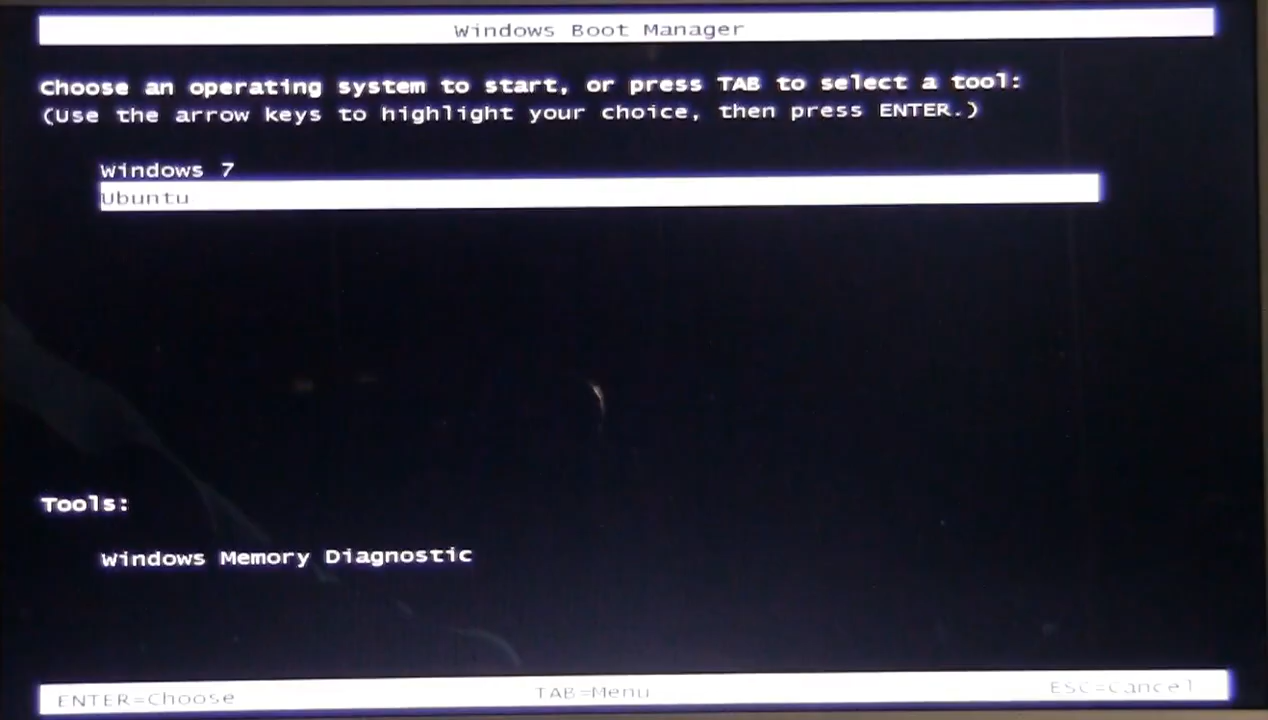 Windows Boot Manager
Choose an operating system to start, or press TAB to select a tool:
(Use the arrow keys to highlight your choice, then press ENTER.)
Windows 7
Ubuntu
Tools:
Windows Memory Diagnostic
ENTER=Choose TAB=Menu ESC=Cancel